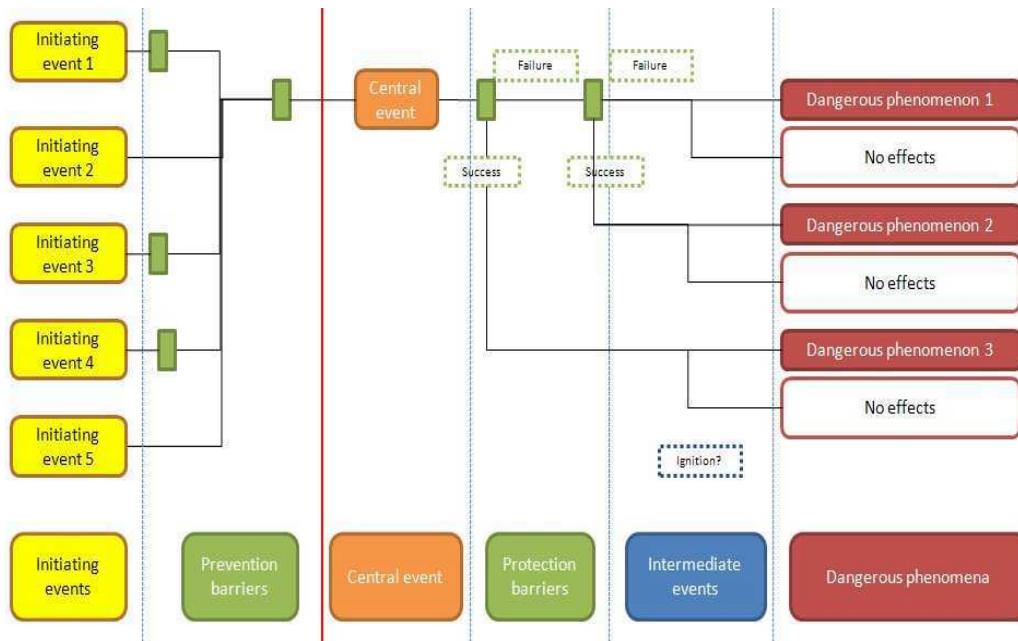 Initiating
event 1
Failure
Failure
Central
event
Dangerous phenomenon 1
Initiating
event 2
No effects
Success
Success
Initiating
event 3
Dangerous phenomenon 2
No effects
Initiating
event 4
Dangerous phenomenon 3
No effects
Initiating
event 5
Ignition?
Initiating
events
Prevention
barriers
Central event
Protection
barriers
Intermediate
events
Dangerous phenomena